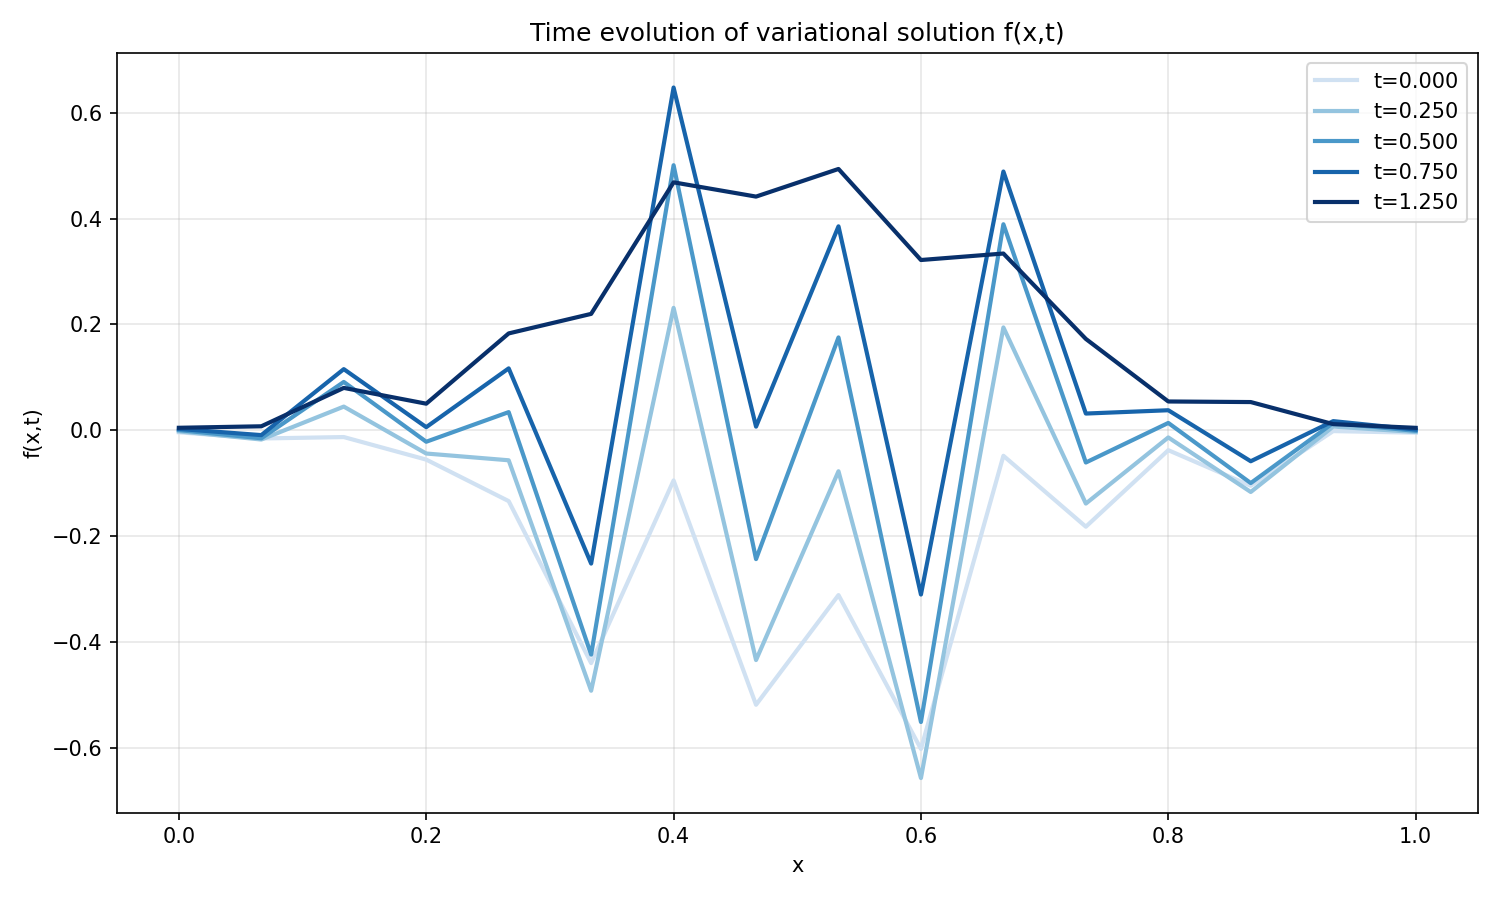 Time evolution of variational solution f(x,t)
t=0.000
t=0.250
t=0.500
t=0.750
t=1.250
0.6
0.4
0.2
0.0
−0.2
−0.4
−0.6
f(x,t)
0.0 0.2 0.4 0.6 0.8 1.0
x